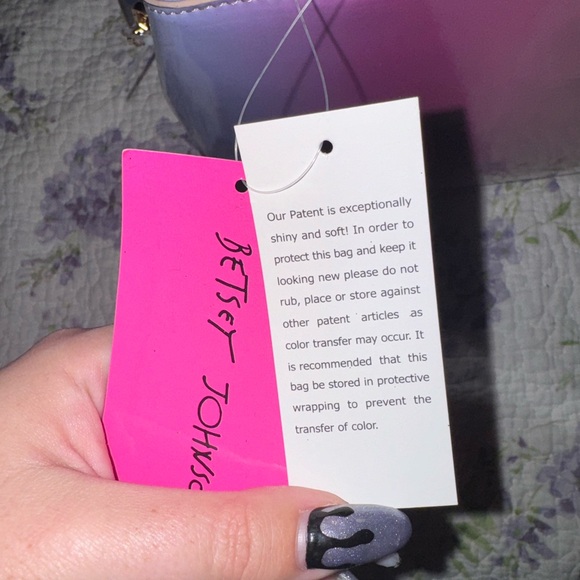 BETSEY JOHNSO
Our Patent is exceptionally
shiny and soft! In order to
protect this bag and keep it
looking new please do not
rub, place or store against
other patent articles as
color transfer may occur. It
is recommended that this
bag be stored in protective
wrapping to prevent the
transfer of color.